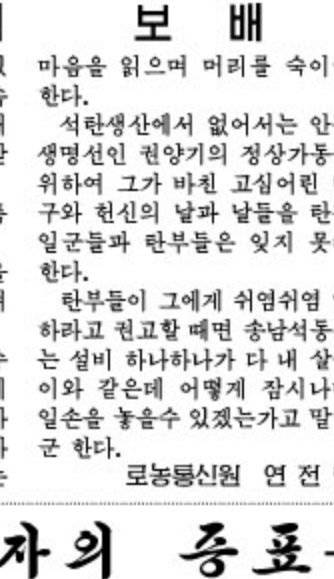 보 배
마음을 읽으며 머리를 숙이
한다.
석탄생산에서 없어서는 안
생명선인 권양기의 정상가동
위하여 그가 바친 고심어린
구와 헌신의 날과 날들을 탄
일군들과 탄부들은 잊지 못
한다.
탄부들이 그에게 쉬염쉬염
하라고 권고할 때면 송남석동
는 설비 하나하나가 다 내 살
이와 같은데 어떻게 잠시나
일손을 놓을수 있겠는가고 말
군 한다.
로농통신원 연 전
자의 증표